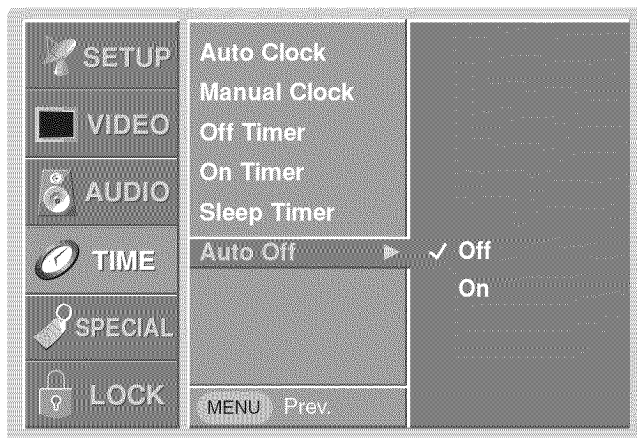 SETUP
VIDEO
AUDIO
TIME
SPECIAL
LOCK
Auto Clock
Manual Clock
Off Timer
On Timer
Sleep Timer
Auto Off
MENU Prev.
Off
On